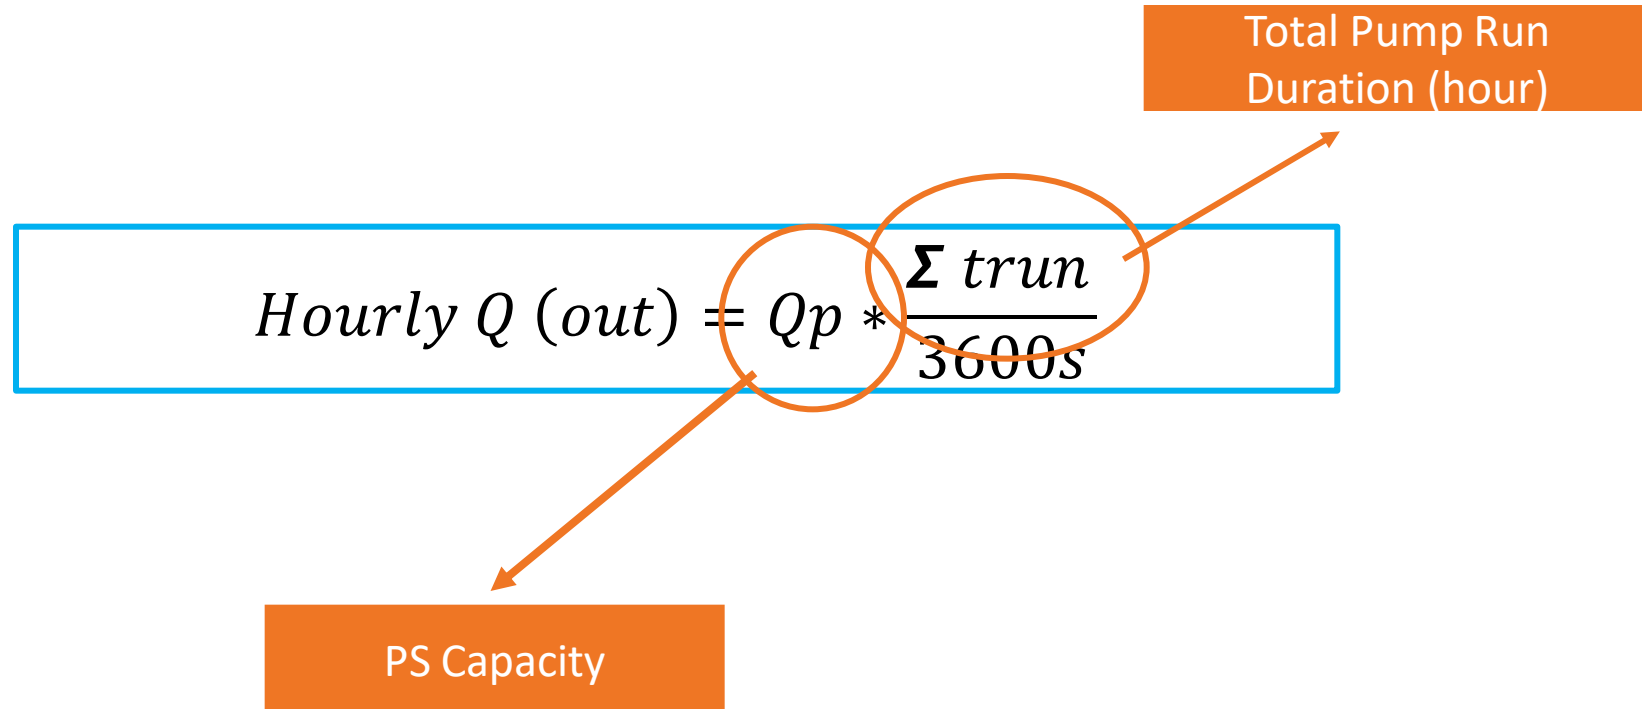 Total Pump Run
Duration (hour)
Hourly Q (out) = Qp * Σ trun
3600s
PS Capacity